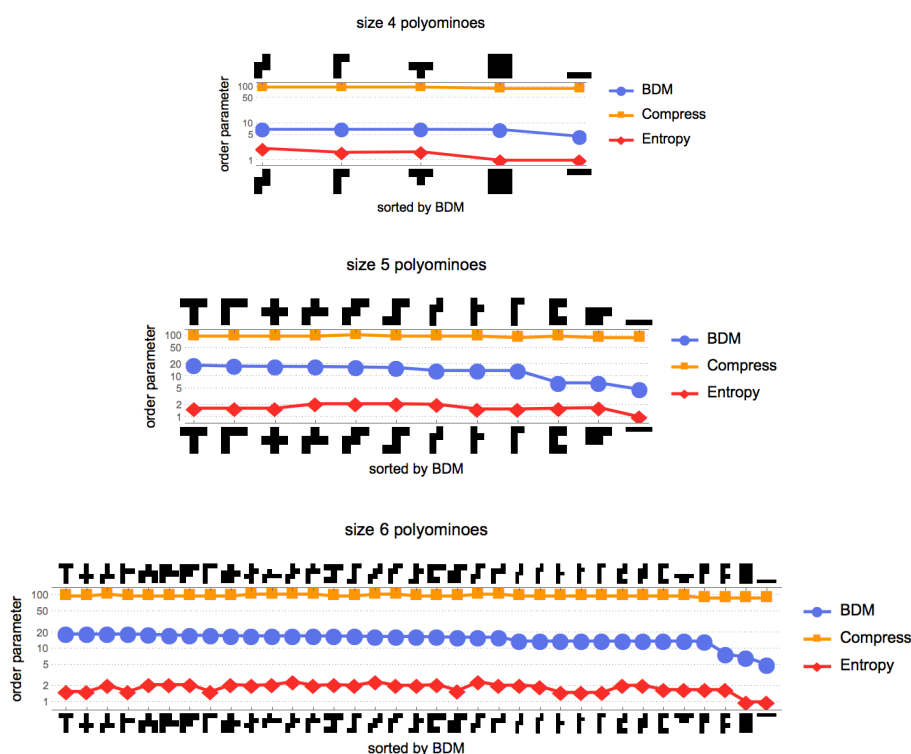 size 4 polyominoes
order parameter
100
50
10
5
1
BDM
Compress
Entropy
sorted by BDM
size 5 polyominoes
order parameter
100
50
20
10
5
2
1
BDM
Compress
Entropy
sorted by BDM
size 6 polyominoes
order parameter
100
50
20
10
5
2
1
BDM
Compress
Entropy
sorted by BDM